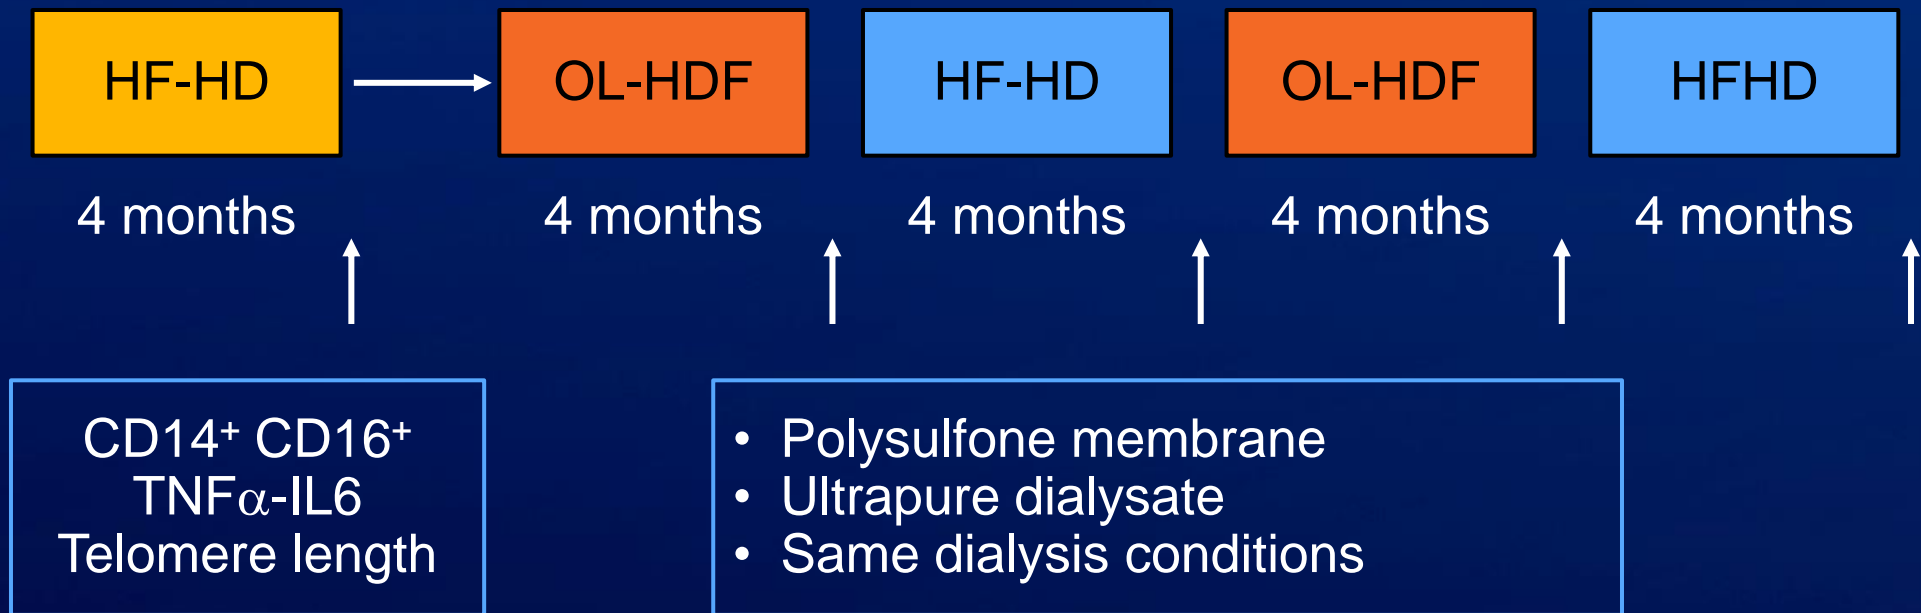 HF-HD OL-HDF HF-HD OL-HDF HFHD
4 months 4 months 4 months 4 months 4 months
CD14⁺ CD16⁺
TNFα-IL6
Telomere length
• Polysulfone membrane
• Ultrapure dialysate
• Same dialysis conditions